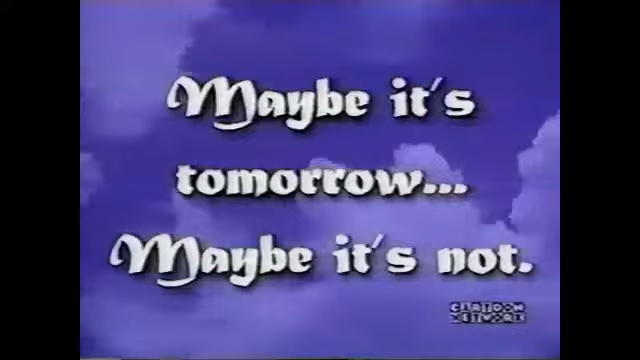 Maybe it's
tomorrow...
Maybe it's not.
CARTOON
NETWORK